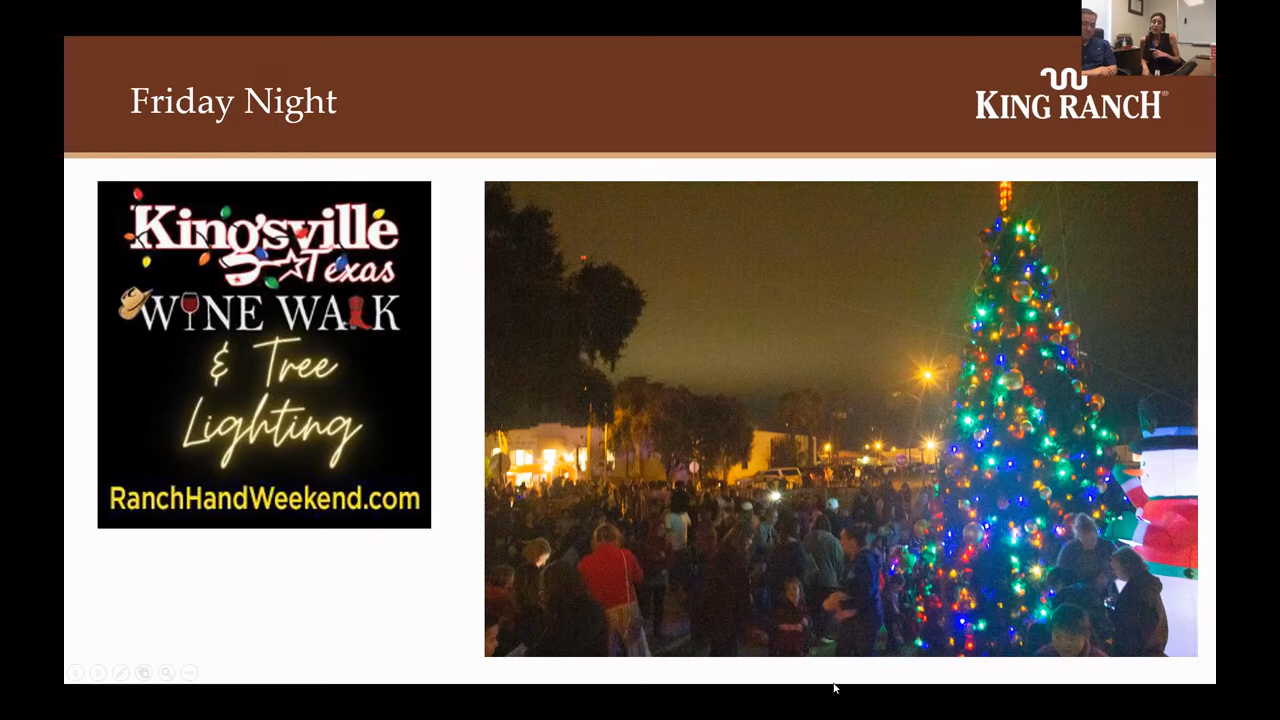 Friday Night
KING RANCH®
Kingsville
Texas
WINE WALK
& Tree
Lighting
RanchHandWeekend.com